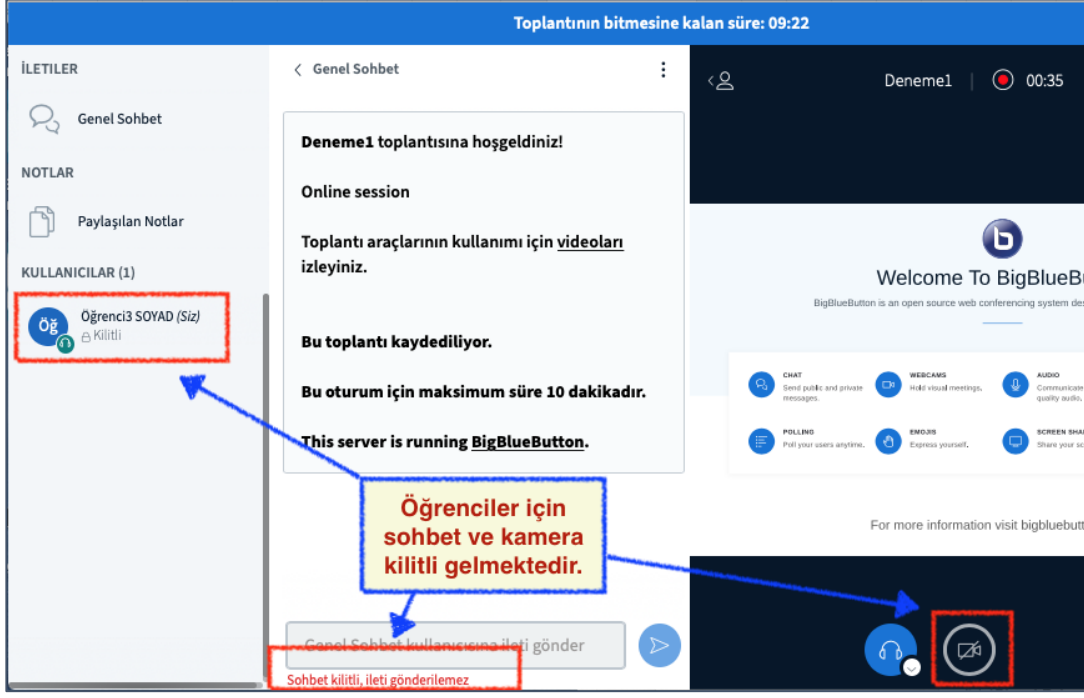 Toplantının bitmesine kalan süre: 09:22
İLETILER
Genel Sohbet
NOTLAR
Paylaşılan Notlar
KULLANICILAR (1)
Öğ
Öğrenci3 SOYAD (Siz)
Kilitli
Genel Sohbet
Deneme1 toplantısına hoşgeldiniz!
Online session
Toplantı araçlarının kullanımı için videoları
izleyiniz.
Bu toplantı kaydediliyor.
Bu oturum için maksimum süre 10 dakikadır.
This server is running BigBlueButton.
Öğrenciler için
sohbet ve kamera
kilitli gelmektedir.
Genel Sohbet kullanıcısına ileti gönder
Sohbet kilitli, ileti gönderilemez
Deneme1 | 00:35
b
Welcome To BigBlueBu
BigBlueButton is an open source web conferencing system des
CHAT
Send public and private
messages.
WEBCAMS
Hold visual meetings.
AUDIO
Communicate
quality audio.
POLLING
Poll your users anytime.
EMOJIS
Express yourself.
SCREEN SHA
Share your sc
For more information visit bigbluebutt